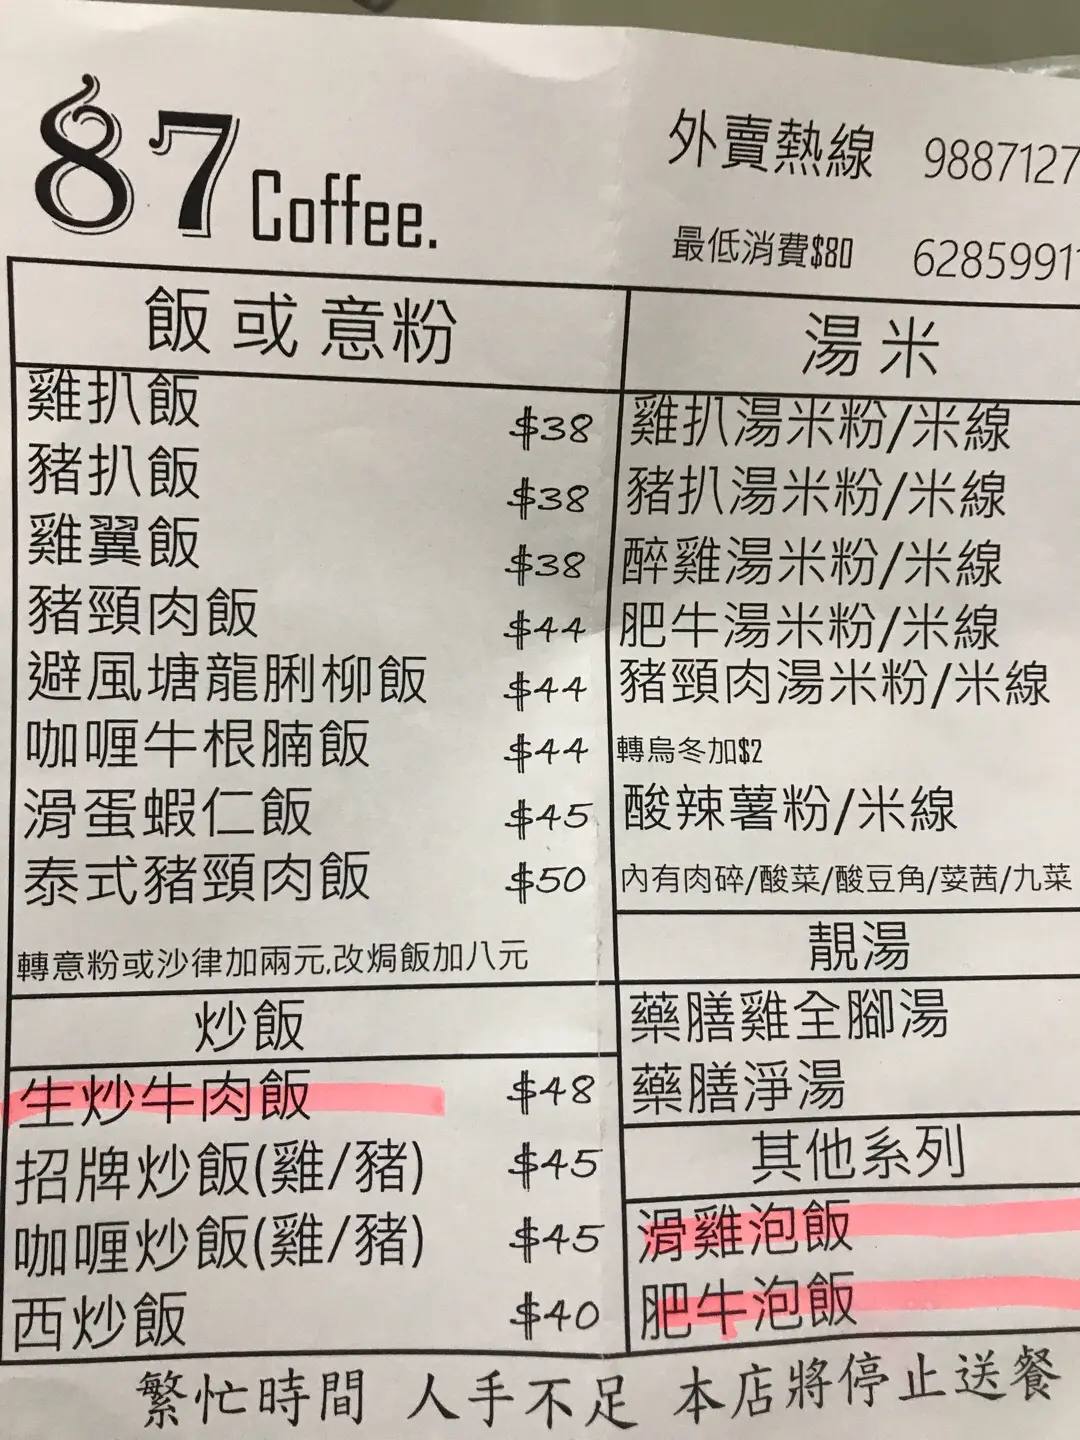 87 Coffee.
外賣熱線 9887127
最低消費$80 6285991
飯或意粉
雞扒飯 $38
豬扒飯 $38
雞翼飯 $38
豬頸肉飯 $44
避風塘龍脷柳飯 $44
咖喱牛根腩飯 $44
滑蛋蝦仁飯 $45
泰式豬頸肉飯 $50
轉意粉或沙律加兩元,改焗飯加八元
炒飯
生炒牛肉飯 $48
招牌炒飯(雞/豬) $45
咖喱炒飯(雞/豬) $45
西炒飯 $40
湯米
雞扒湯米粉/米線
豬扒湯米粉/米線
醉雞湯米粉/米線
肥牛湯米粉/米線
豬頸肉湯米粉/米線
轉烏冬加$2
酸辣薯粉/米線
內有肉碎/酸菜/酸豆角/荽茜/九菜
靚湯
藥膳雞全腳湯
藥膳淨湯
其他系列
滑雞泡飯
肥牛泡飯
繁忙時間 人手不足 本店將停止送餐